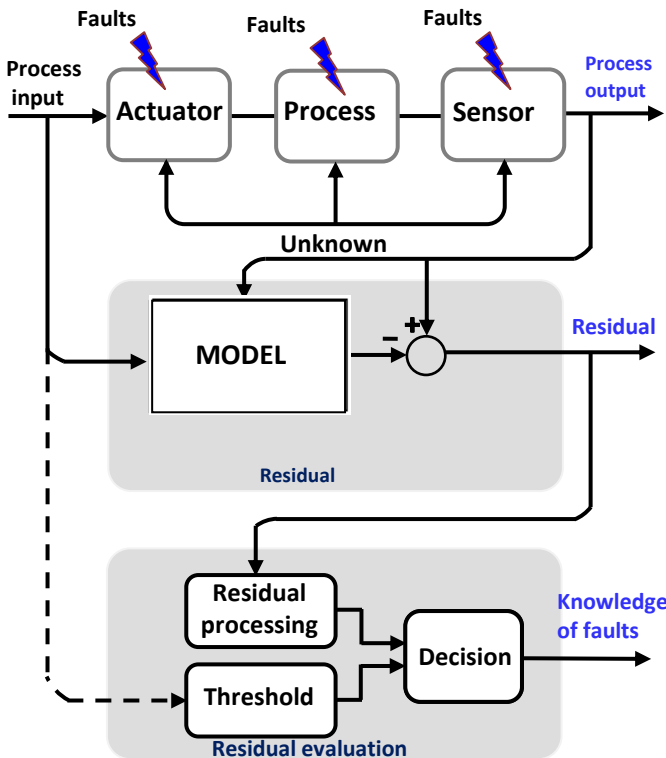 Faults
Faults
Faults
Process
input
Actuator
Process
Sensor
Process
output
Unknown
MODEL
-
+
Residual
Residual
Residual
processing
Threshold
Decision
Knowledge
of faults
Residual evaluation